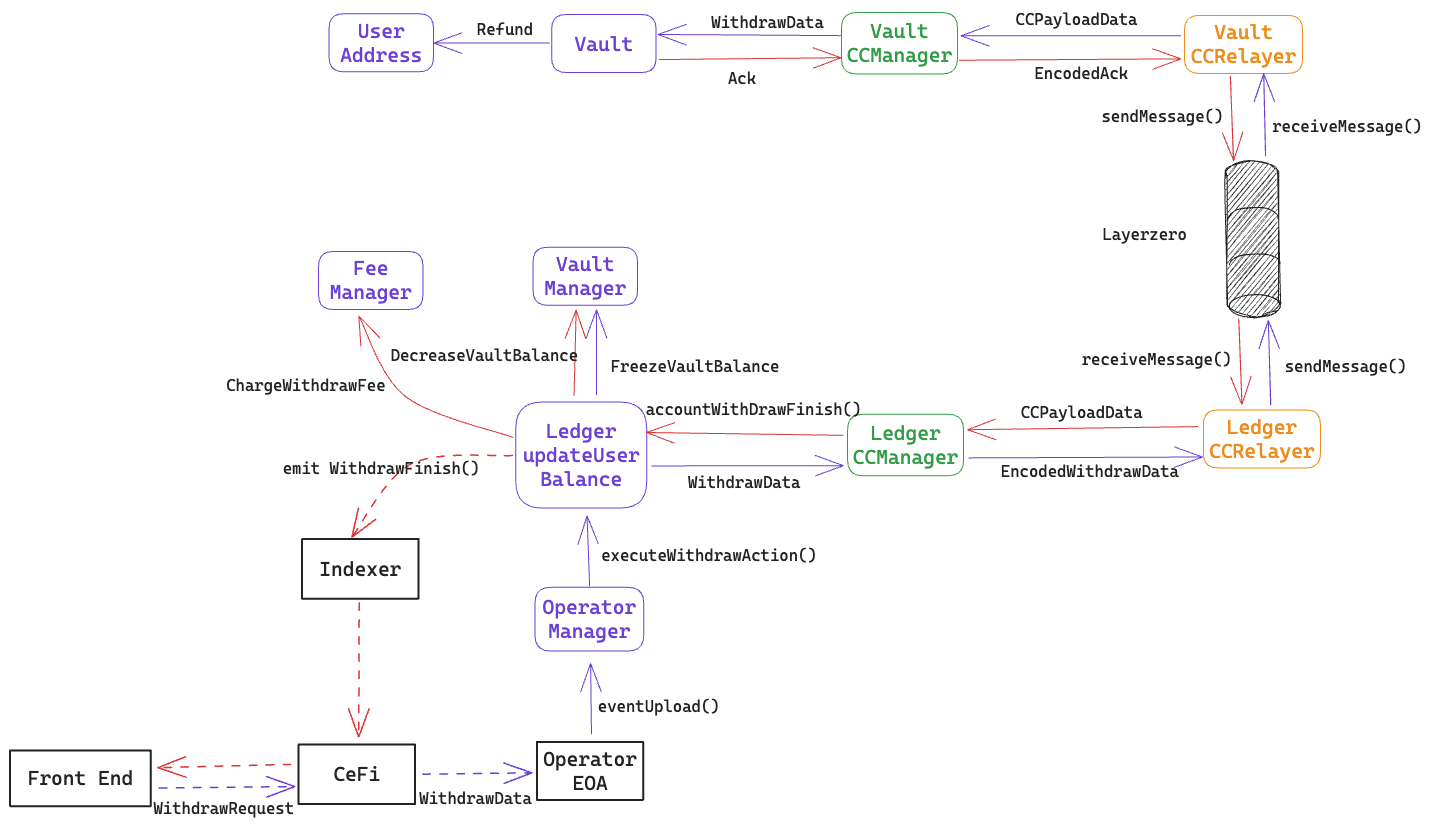 User
Address
Refund
Vault
WithdrawData
Ack
Vault
CCManager
CCPayloadData
EncodedAck
Vault
CCRelayer
sendMessage()
receiveMessage()
Layerzero
Fee
Manager
Vault
Manager
DecreaseVaultBalance
FreezeVaultBalance
ChargeWithdrawFee
receiveMessage()
sendMessage()
Ledger
updateUser
Balance
accountWithDrawFinish()
WithdrawData
Ledger
CCManager
CCPayloadData
EncodedWithdrawData
Ledger
CCRelayer
emit WithdrawFinish()
Indexer
executeWithdrawAction()
Operator
Manager
eventUpload()
Front End
WithdrawRequest
CeFi
WithdrawData
Operator
EOA